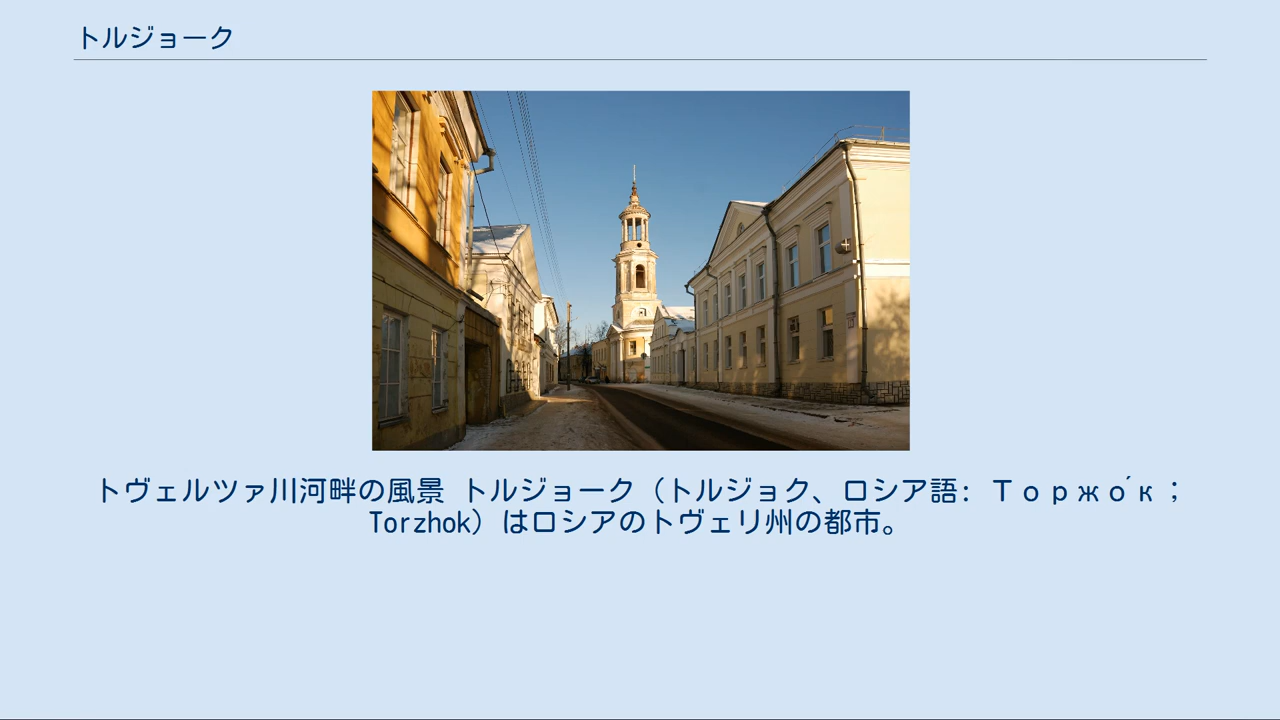 トルジョーク
トヴェルツァ川河畔の風景 トルジョーク（トルジョク、ロシア語: Торжо́к ;
Torzhok）はロシアのトヴェリ州の都市。